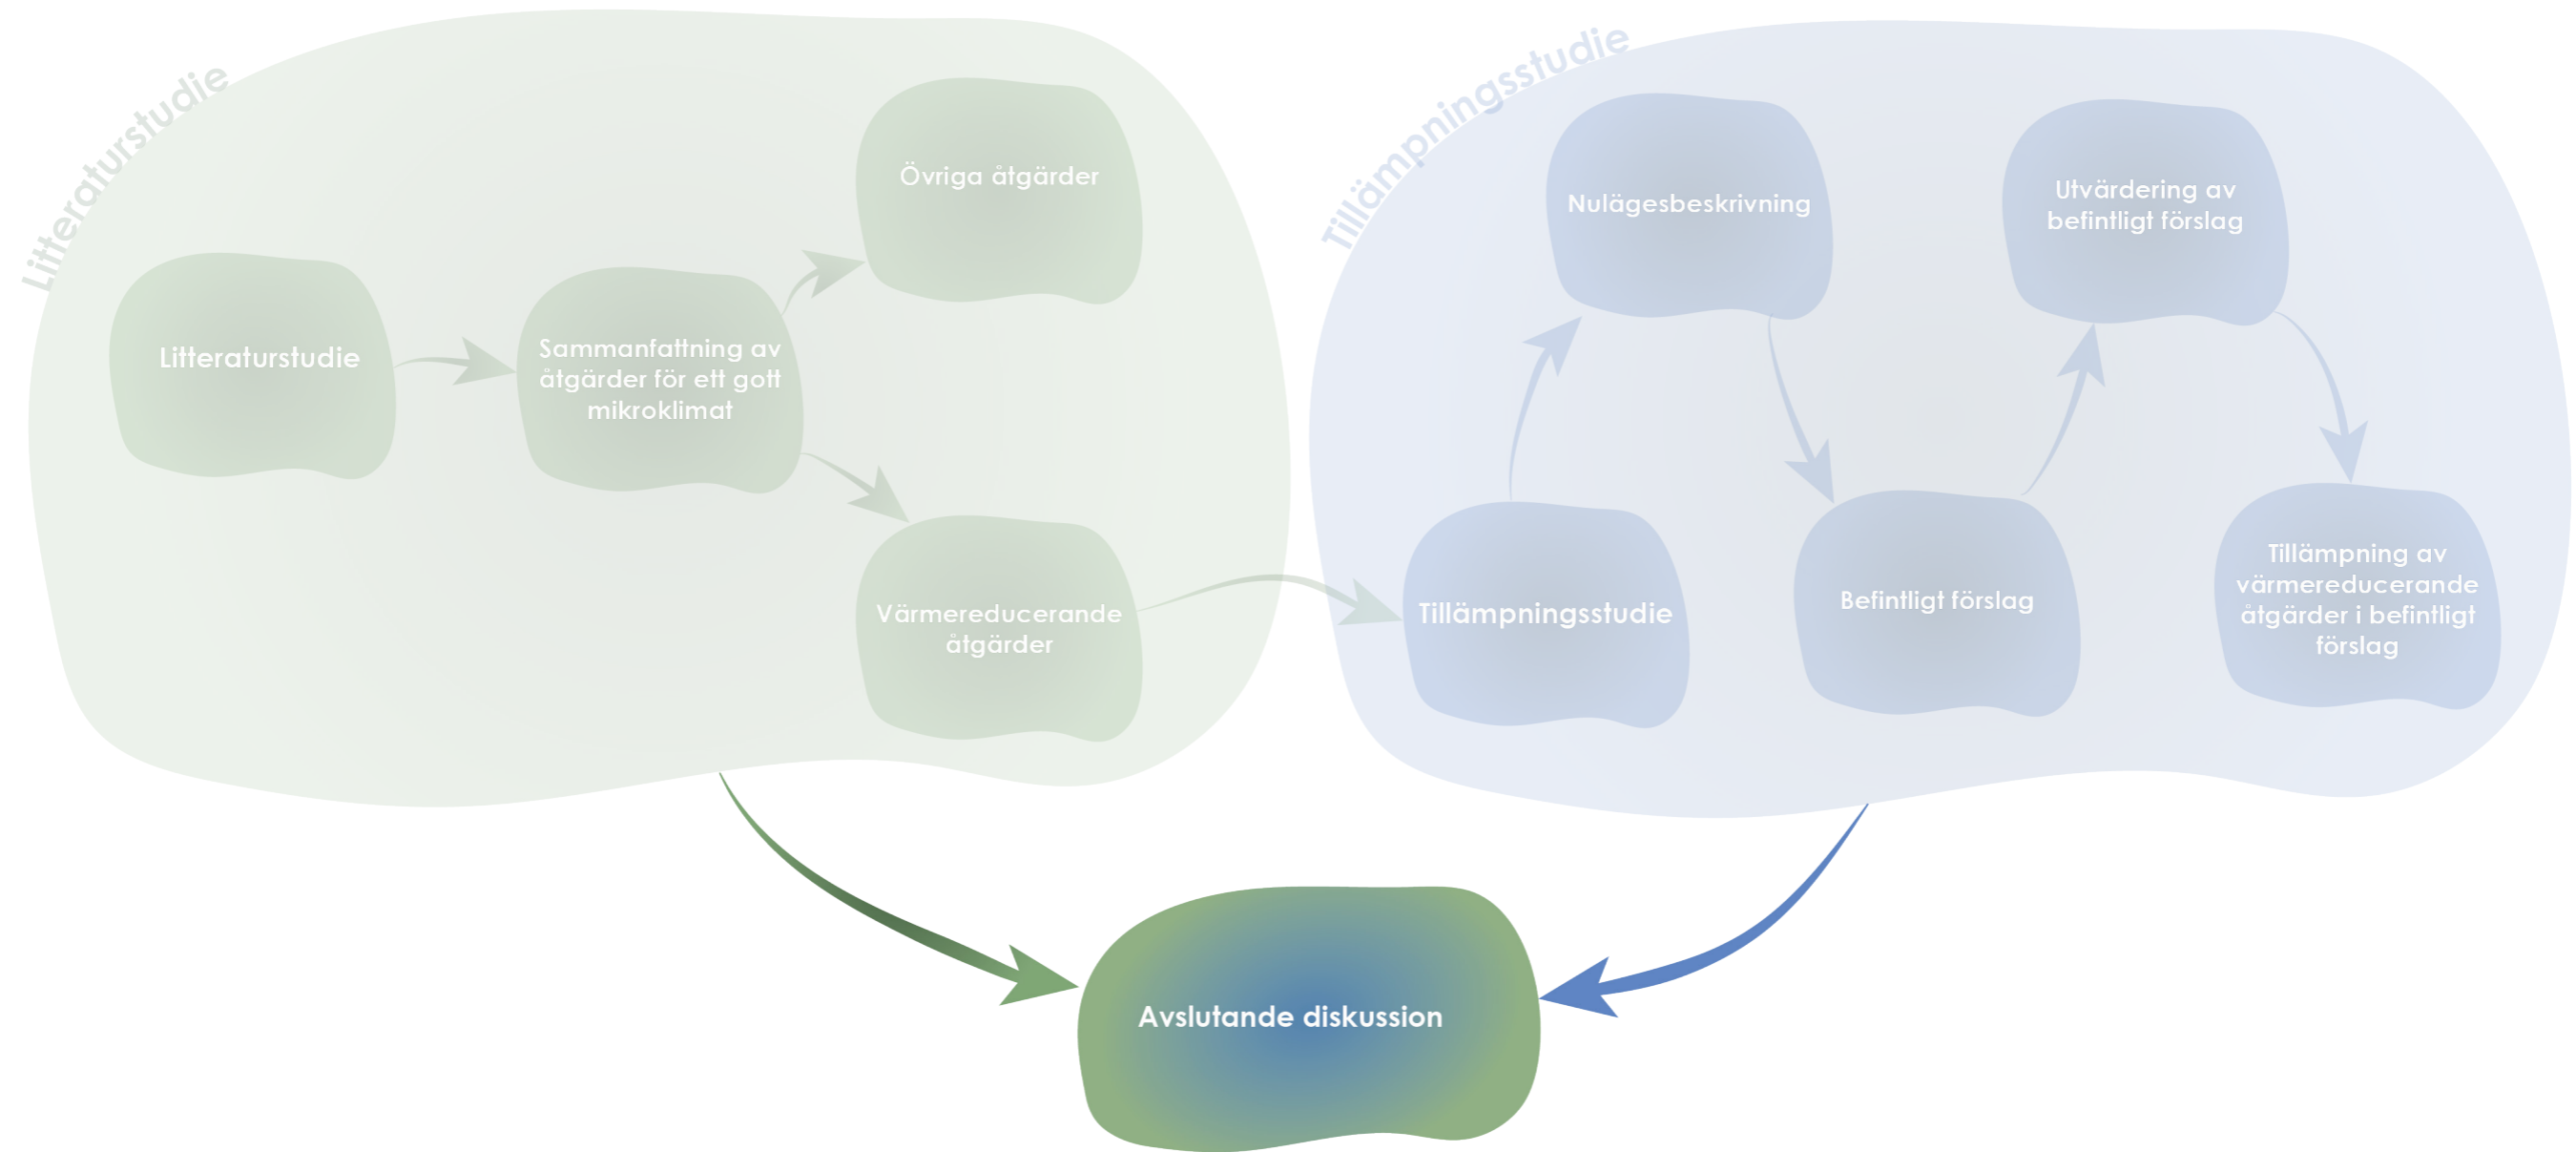 Litteraturstudie
Övriga åtgärder
Litteraturstudie
Sammanfattning av
åtgärder för ett gott
mikroklimat
Värmereducerande
åtgärder
Tillämpningsstudie
Nulägesbeskrivning
Utvärdering av
befintligt förslag
Tillämpningsstudie
Befintligt förslag
Tillämpning av
värmereducerande
åtgärder i befintligt
förslag
Avslutande diskussion